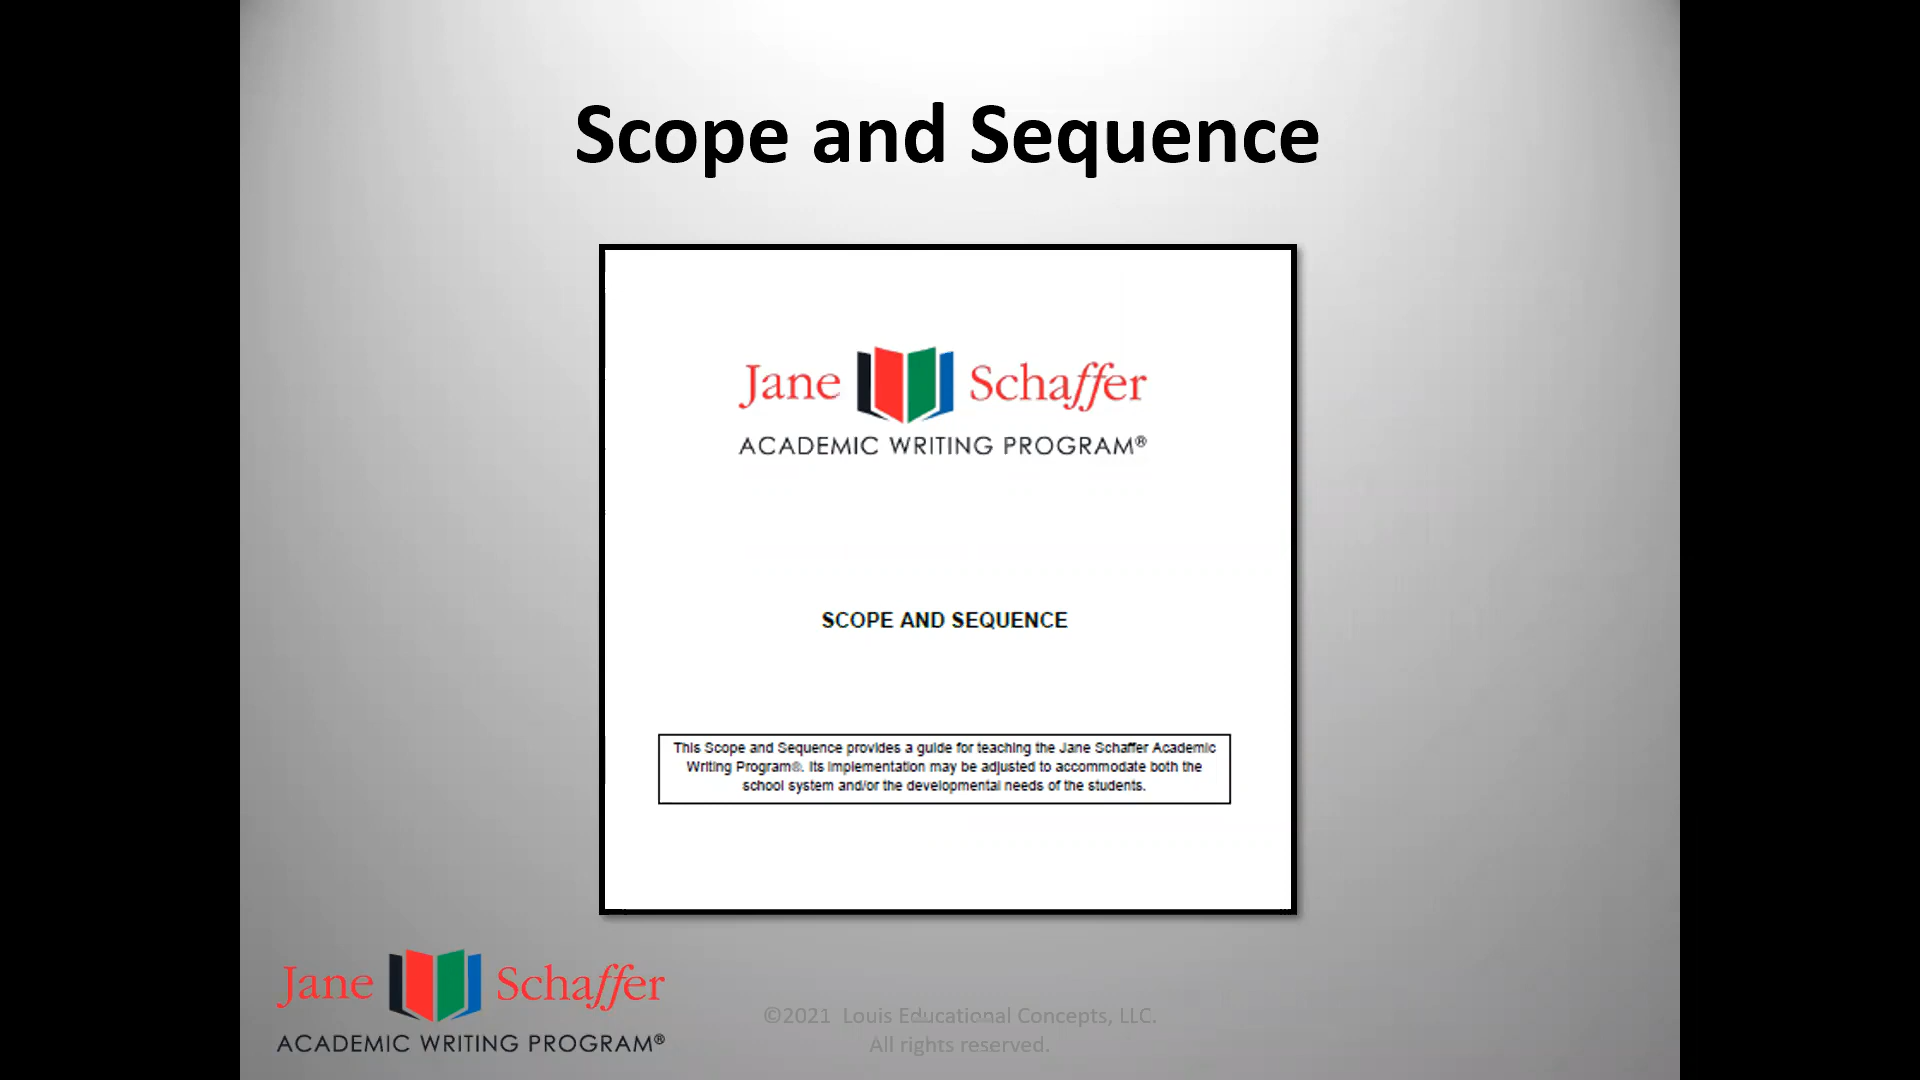 Scope and Sequence
Jane Schaffer
ACADEMIC WRITING PROGRAM®
SCOPE AND SEQUENCE
This Scope and Sequence provides a guide for teaching the Jane Schaffer Academic
Writing Program®. Its implementation may be adjusted to accommodate both the
school system and/or the developmental needs of the students.
Jane Schaffer
ACADEMIC WRITING PROGRAM®
©2021 Louis Educational Concepts, LLC.
All rights reserved.